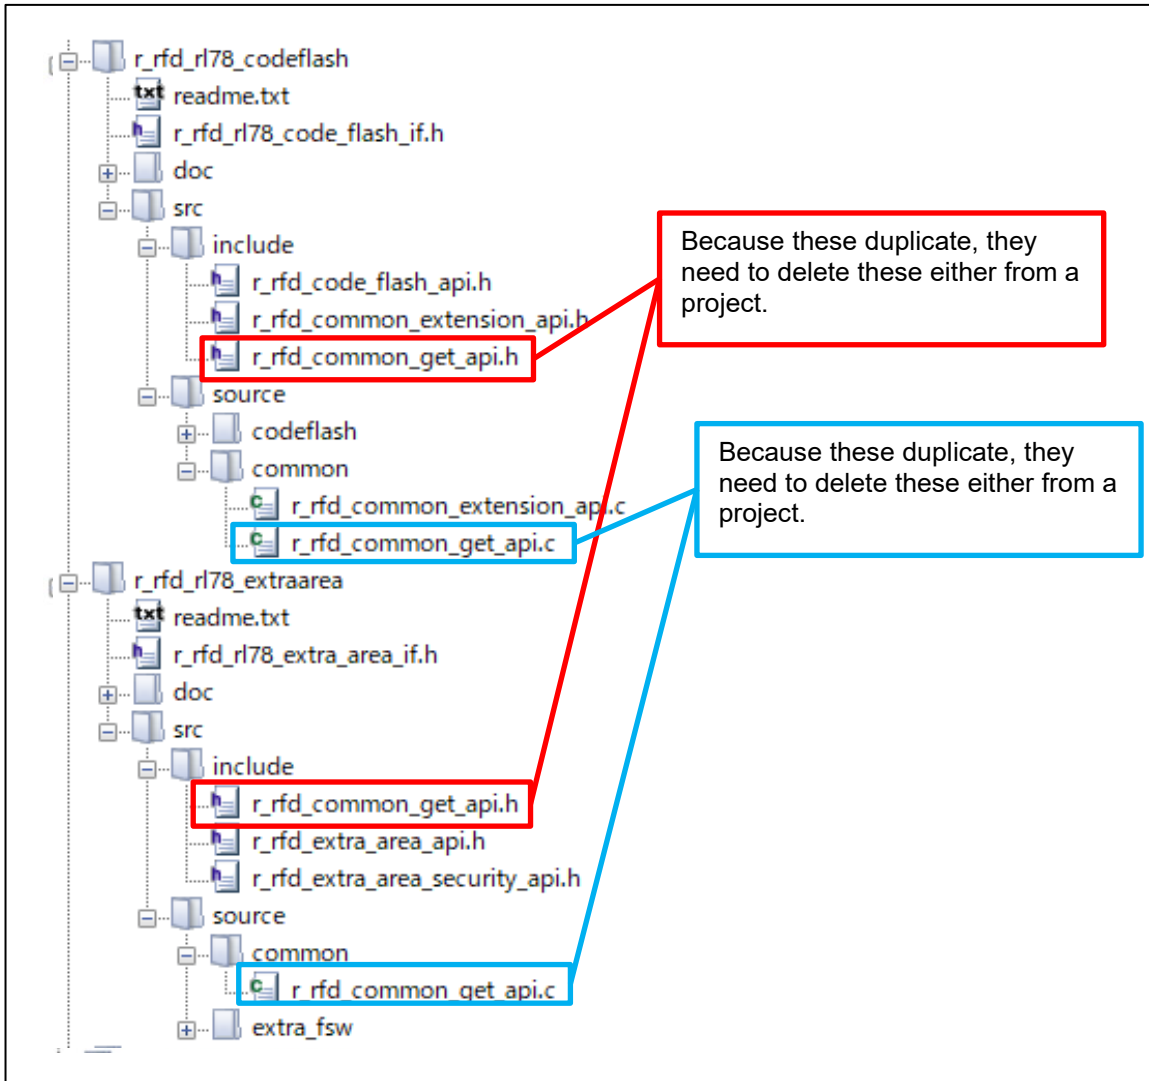 r_rfd_rl78_codeflash
txt readme.txt
h r_rfd_rl78_code_flash_if.h
doc
src
include
h r_rfd_code_flash_api.h
h r_rfd_common_extension_api.h
h r_rfd_common_get_api.h
source
codeflash
common
c r_rfd_common_extension_api.c
c r_rfd_common_get_api.c
Because these duplicate, they
need to delete these either from a
project.
Because these duplicate, they
need to delete these either from a
project.
r_rfd_rl78_extraarea
txt readme.txt
h r_rfd_rl78_extra_area_if.h
doc
src
include
h r_rfd_common_get_api.h
h r_rfd_extra_area_api.h
h r_rfd_extra_area_security_api.h
source
common
c r_rfd_common_get_api.c
extra_fsw